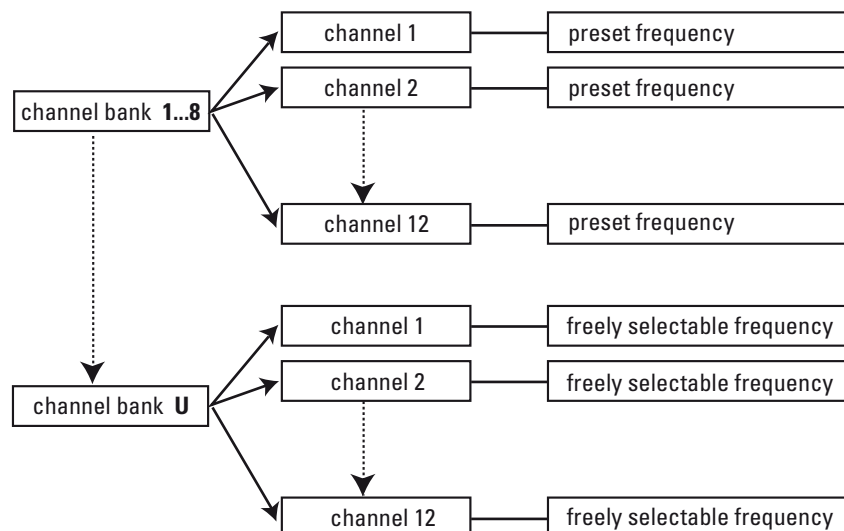 channel 1 preset frequency
channel 2 preset frequency
channel bank 1...8
channel 12 preset frequency
channel 1 freely selectable frequency
channel 2 freely selectable frequency
channel bank U
channel 12 freely selectable frequency